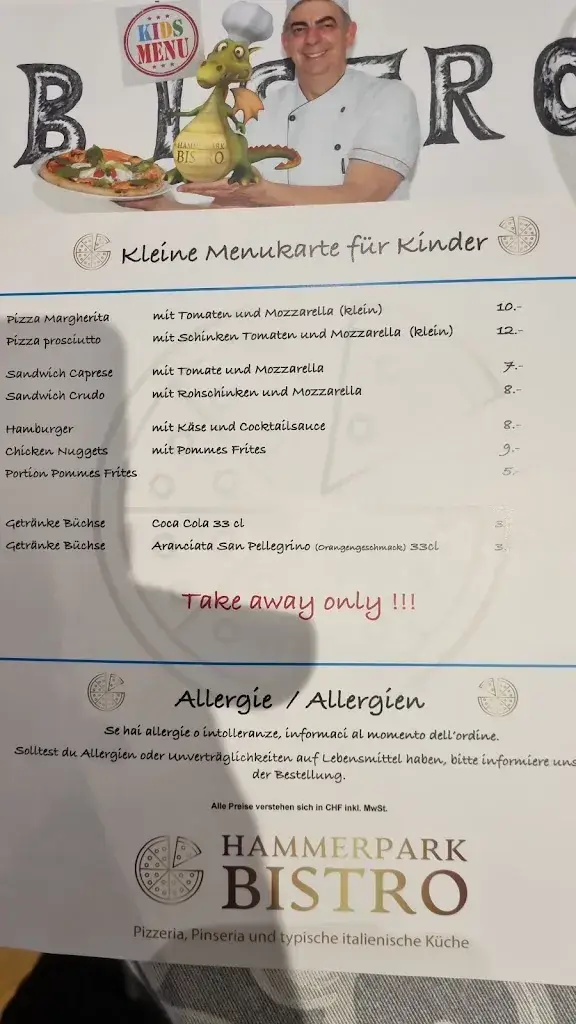 KIDS
MENU
HAMMERPARK
BISTRO
Kleine Menukarte für Kinder
Pizza Margherita mit Tomaten und Mozzarella (klein) 10.-
Pizza prosciutto mit Schinken Tomaten und Mozzarella (klein) 12.-
Sandwich Caprese mit Tomate und Mozzarella 7.-
Sandwich Crudo mit Rohschinken und Mozzarella 8.-
Hamburger mit Käse und Cocktailsauce 8.-
Chicken Nuggets mit Pommes Frites 9.-
Portion Pommes Frites 5.-
Getränke Büchse Coca Cola 33 cl 3.
Getränke Büchse Aranciata San Pellegrino (Orangengeschmack) 33cl 3.
Take away only !!!
Allergie / Allergien
Se hai allergie o intolleranze, informaci al momento dell'ordine.
Solltest du Allergien oder Unverträglichkeiten auf Lebensmittel haben, bitte informiere uns
der Bestellung.
Alle Preise verstehen sich in CHF inkl. MwSt.
HAMMERPARK
BISTRO
Pizzeria, Pinseria und typische italienische Küche